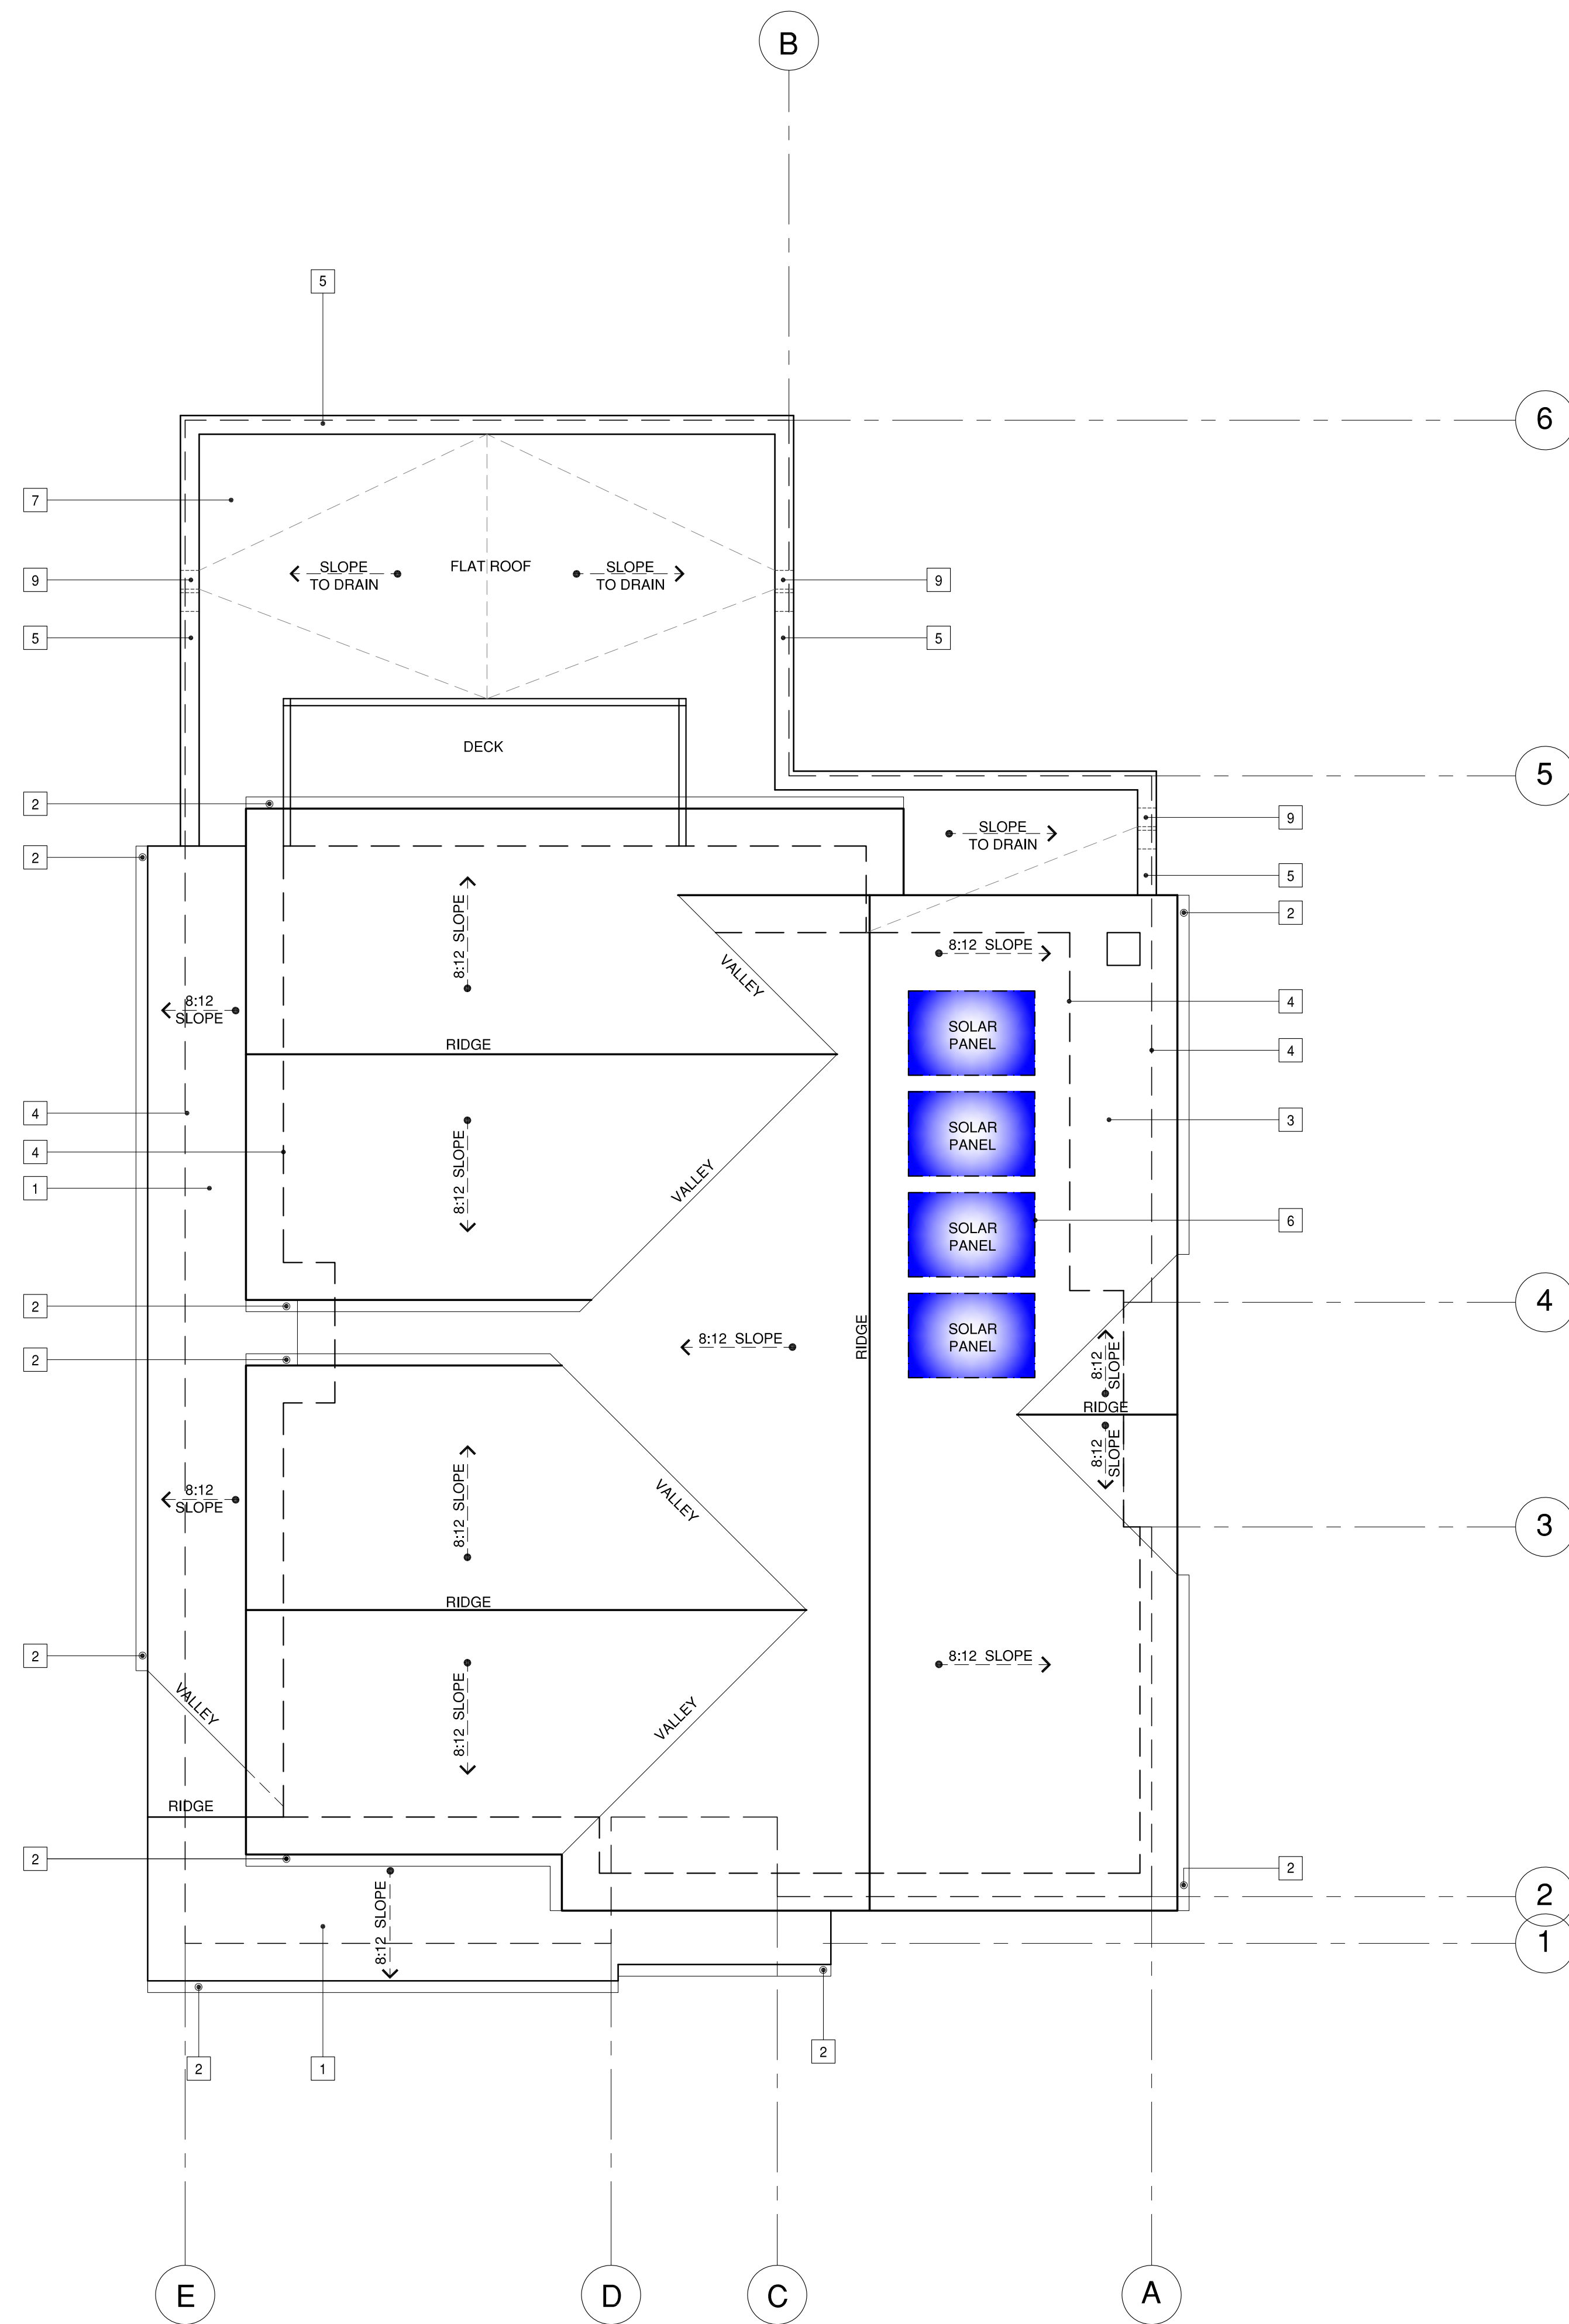 B
5
6
7
SLOPE
TO DRAIN
FLAT ROOF
SLOPE
TO DRAIN
9
9
5
5
DECK
5
2
SLOPE
TO DRAIN
9
2
5
2
8:12 SLOPE
8:12 SLOPE
VALLEY
8:12
SLOPE
4
SOLAR
PANEL
RIDGE
4
4
3
SOLAR
PANEL
4
8:12 SLOPE
VALLEY
1
6
SOLAR
PANEL
2
4
SOLAR
PANEL
RIDGE
8:12 SLOPE
2
8:12
SLOPE
RIDGE
8:12
SLOPE
8:12
SLOPE
8:12 SLOPE
VALLEY
3
RIDGE
2
8:12 SLOPE
VALLEY
8:12 SLOPE
VALLEY
RIDGE
2
2
2
8:12 SLOPE
1
2
2
1
E
D
C
A